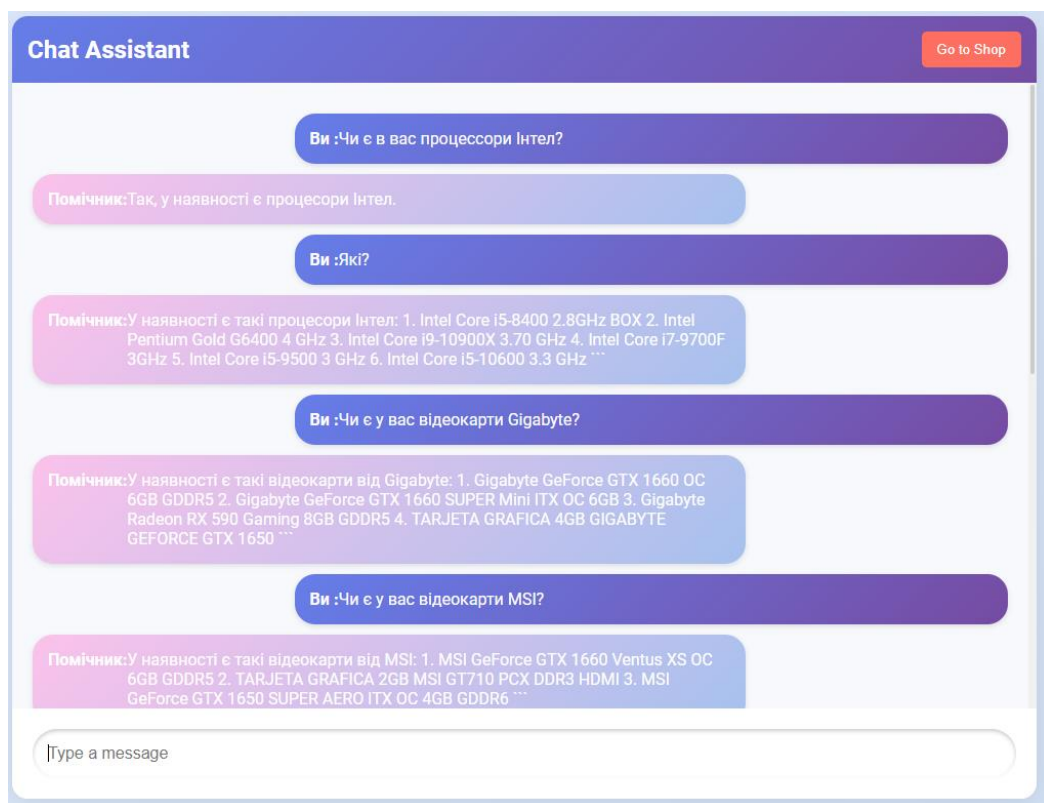 Chat Assistant
Go to Shop
Ви :Чи є в вас процессори Інтел?
Помічник:Так, у наявності є процесори Інтел.
Ви :Які?
Помічник:У наявності є такі процесори Інтел: 1. Intel Core i5-8400 2.8GHz BOX 2. Intel
Pentium Gold G6400 4 GHz 3. Intel Core i9-10900X 3.70 GHz 4. Intel Core i7-9700F
3GHz 5. Intel Core i5-9500 3 GHz 6. Intel Core i5-10600 3.3 GHz ```
Ви :Чи є у вас відеокарти Gigabyte?
Помічник:У наявності є такі відеокарти від Gigabyte: 1. Gigabyte GeForce GTX 1660 OC
6GB GDDR5 2. Gigabyte GeForce GTX 1660 SUPER Mini ITX OC 6GB 3. Gigabyte
Radeon RX 590 Gaming 8GB GDDR5 4. TARJETA GRAFICA 4GB GIGABYTE
GEFORCE GTX 1650 ```
Ви :Чи є у вас відеокарти MSI?
Помічник:У наявності є такі відеокарти від MSI: 1. MSI GeForce GTX 1660 Ventus XS OC
6GB GDDR5 2. TARJETA GRAFICA 2GB MSI GT710 PCX DDR3 HDMI 3. MSI
GeForce GTX 1650 SUPER AERO ITX OC 4GB GDDR6 ```
Type a message